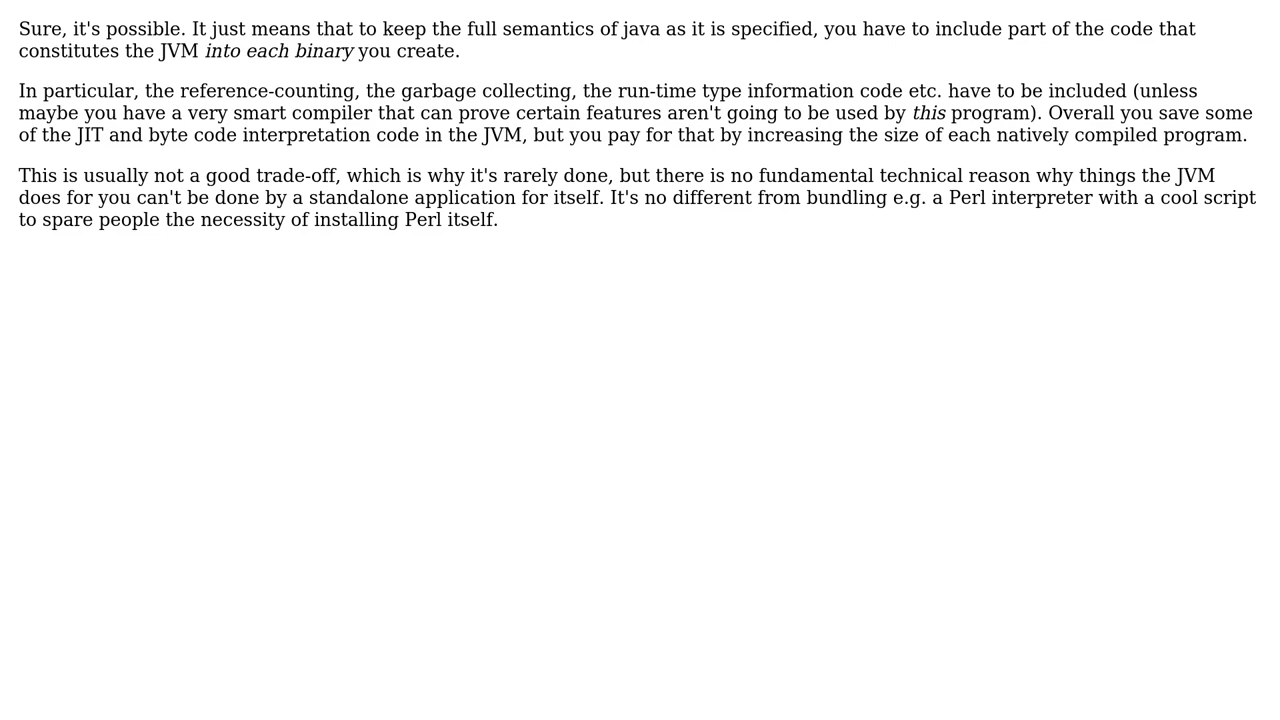 Sure, it's possible. It just means that to keep the full semantics of java as it is specified, you have to include part of the code that
constitutes the JVM into each binary you create.
In particular, the reference-counting, the garbage collecting, the run-time type information code etc. have to be included (unless
maybe you have a very smart compiler that can prove certain features aren't going to be used by this program). Overall you save some
of the JIT and byte code interpretation code in the JVM, but you pay for that by increasing the size of each natively compiled program.
This is usually not a good trade-off, which is why it's rarely done, but there is no fundamental technical reason why things the JVM
does for you can't be done by a standalone application for itself. It's no different from bundling e.g. a Perl interpreter with a cool script
to spare people the necessity of installing Perl itself.